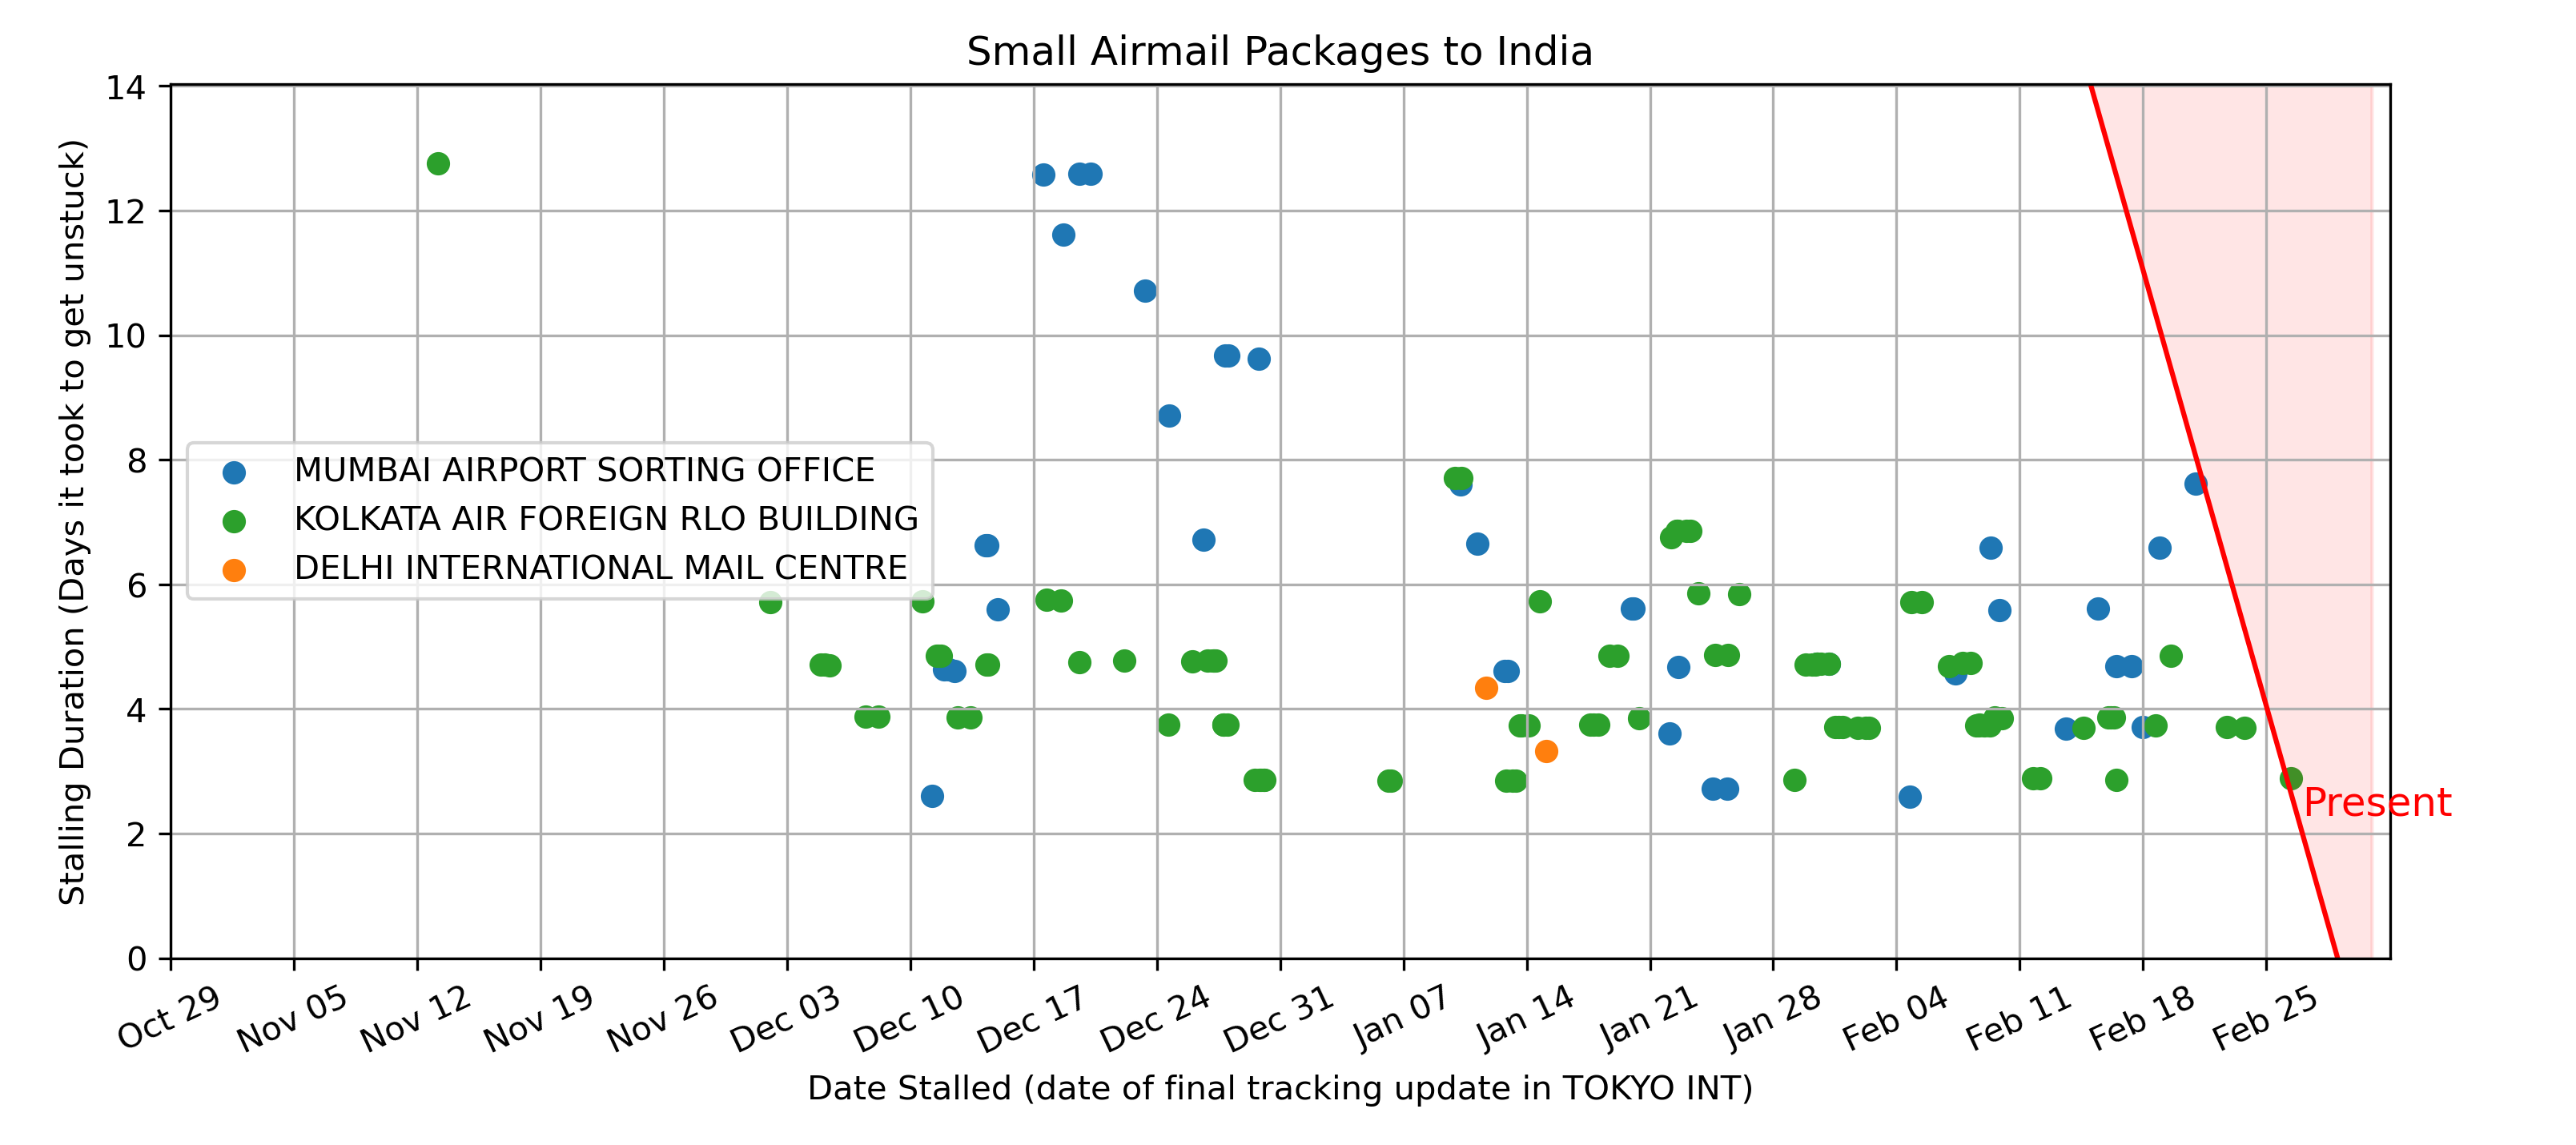 Small Airmail Packages to India
Stalling Duration (Days it took to get unstuck)
14
12
10
8
6
4
2
0
MUMBAI AIRPORT SORTING OFFICE
KOLKATA AIR FOREIGN RLO BUILDING
DELHI INTERNATIONAL MAIL CENTRE
Present
Oct 29 Nov 05 Nov 12 Nov 19 Nov 26 Dec 03 Dec 10 Dec 17 Dec 24 Dec 31 Jan 07 Jan 14 Jan 21 Jan 28 Feb 04 Feb 11 Feb 18 Feb 25
Date Stalled (date of final tracking update in TOKYO INT)